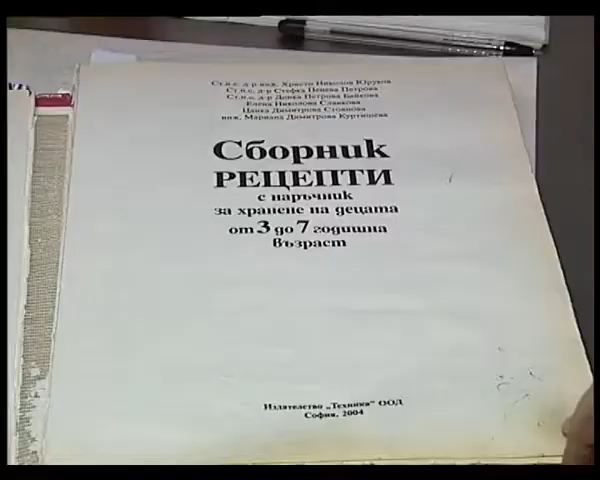 Ст.н.с. д-р инж. Христо Николов Юруков
Ст.н.с. д-р Стефка Пенева Петрова
Ст.н.с. д-р Донка Петрова Байкова
Елена Николова Славкова
Цанка Димитрова Стоянова
инж. Мариана Димитрова Куртишева
Сборник
РЕЦЕПТИ
с наръчник
за хранене на децата
от 3 до 7 годишна
възраст
Издателство „Техника" ООД
София, 2004